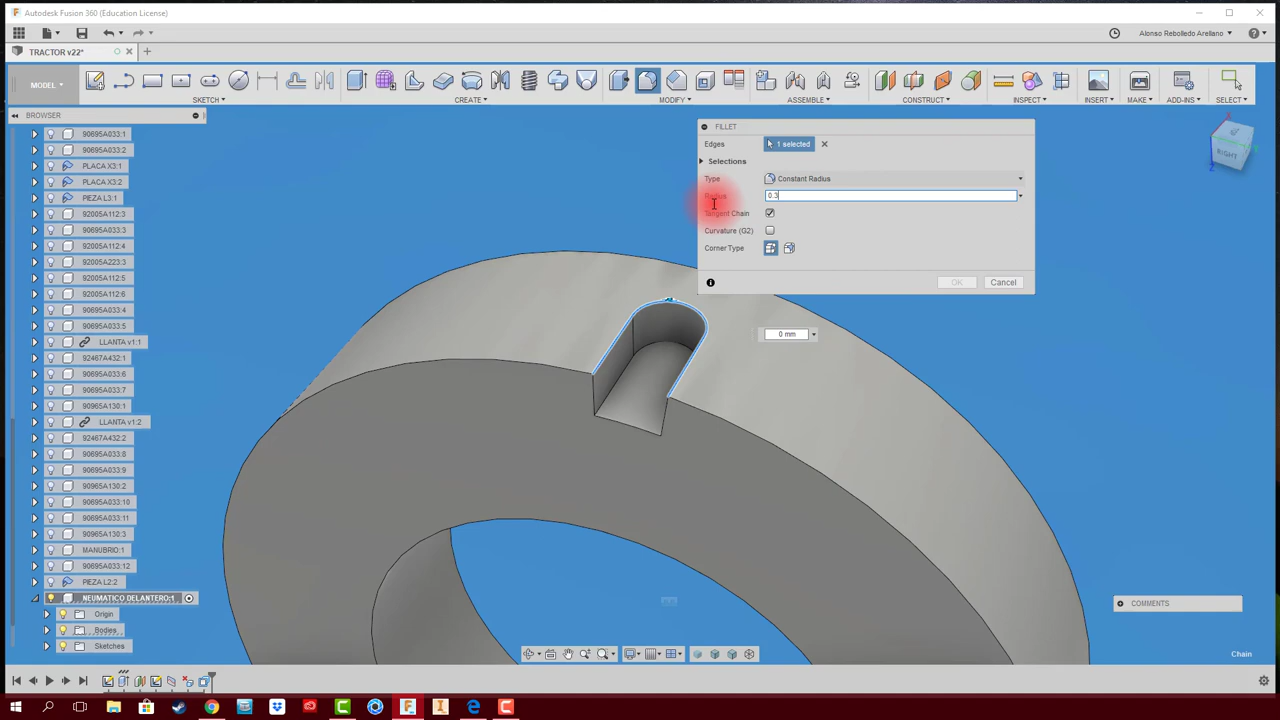 Autodesk Fusion 360 (Education License)
Alonso Rebolledo Arellano
TRACTOR v22*
MODEL
SKETCH
CREATE
MODIFY
ASSEMBLE
CONSTRUCT
INSPECT
INSERT
MAKE
ADD-INS
SELECT
BROWSER
90695A033:1
90695A033:2
PLACA X3:1
PLACA X3:2
PIEZA L3:1
92005A112:3
90695A033:3
92005A112:4
92005A223:3
92005A112:5
92005A112:6
90695A033:4
90695A033:5
LLANTA v1:1
92467A432:1
90695A033:6
90695A033:7
90965A130:1
LLANTA v1:2
92467A432:2
90695A033:8
90695A033:9
90965A130:2
90695A033:10
90695A033:11
90965A130:3
MANUBRIO:1
90695A033:12
PIEZA L2:2
NEUMATICO DELANTERO:1
Origin
Bodies
Sketches
FILLET
Edges 1 selected
Selections
Type Constant Radius
Radius 0.3
Tangent Chain
Curvature (G2)
Corner Type
OK Cancel
0 mm
RIGHT
Z
COMMENTS
Chain